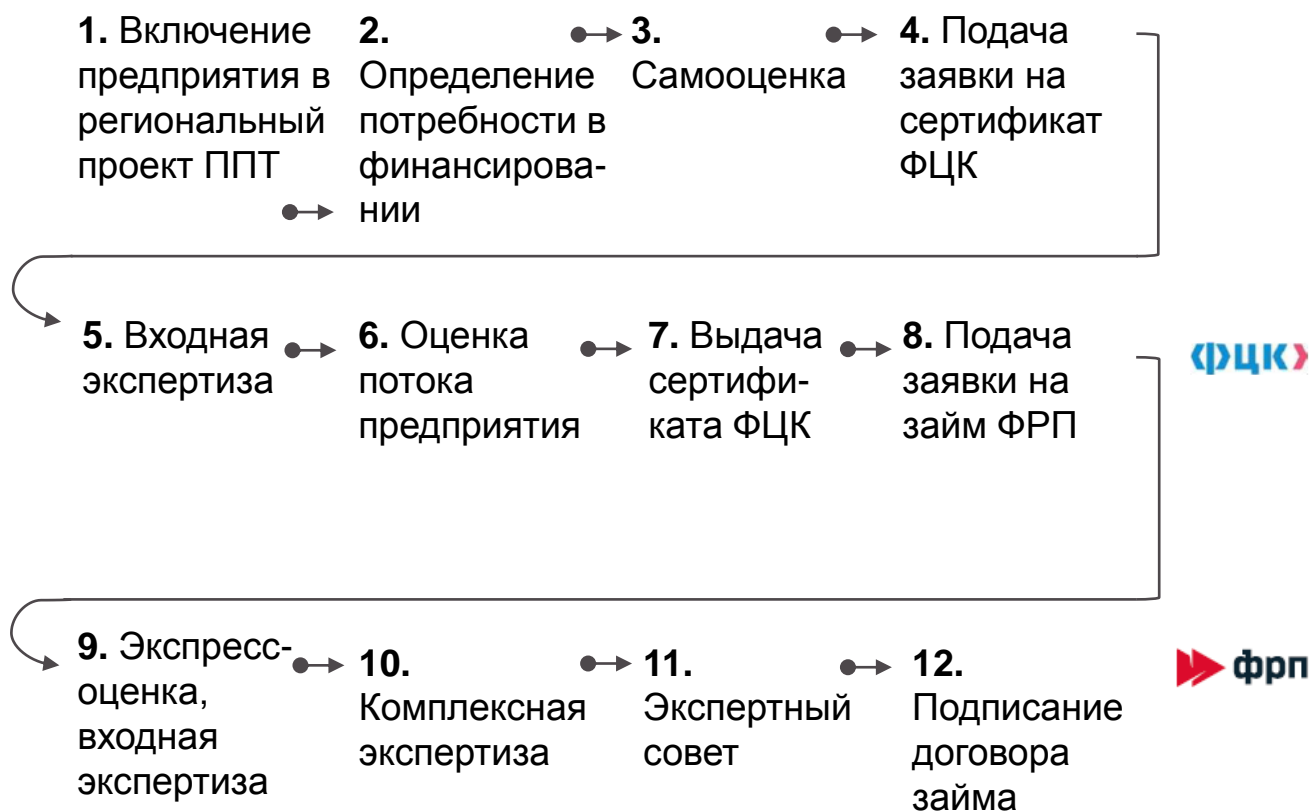 1. Включение
предприятия в
региональный
проект ППТ
2.
Определение
потребности в
финансирова-
нии
3.
Самооценка
4. Подача
заявки на
сертификат
ФЦК
5. Входная
экспертиза
6. Оценка
потока
предприятия
7. Выдача
сертифи-
ката ФЦК
8. Подача
заявки на
займ ФРП
фцк
9. Экспресс-
оценка,
входная
экспертиза
10.
Комплексная
экспертиза
11.
Экспертный
совет
12.
Подписание
договора
займа
фрп